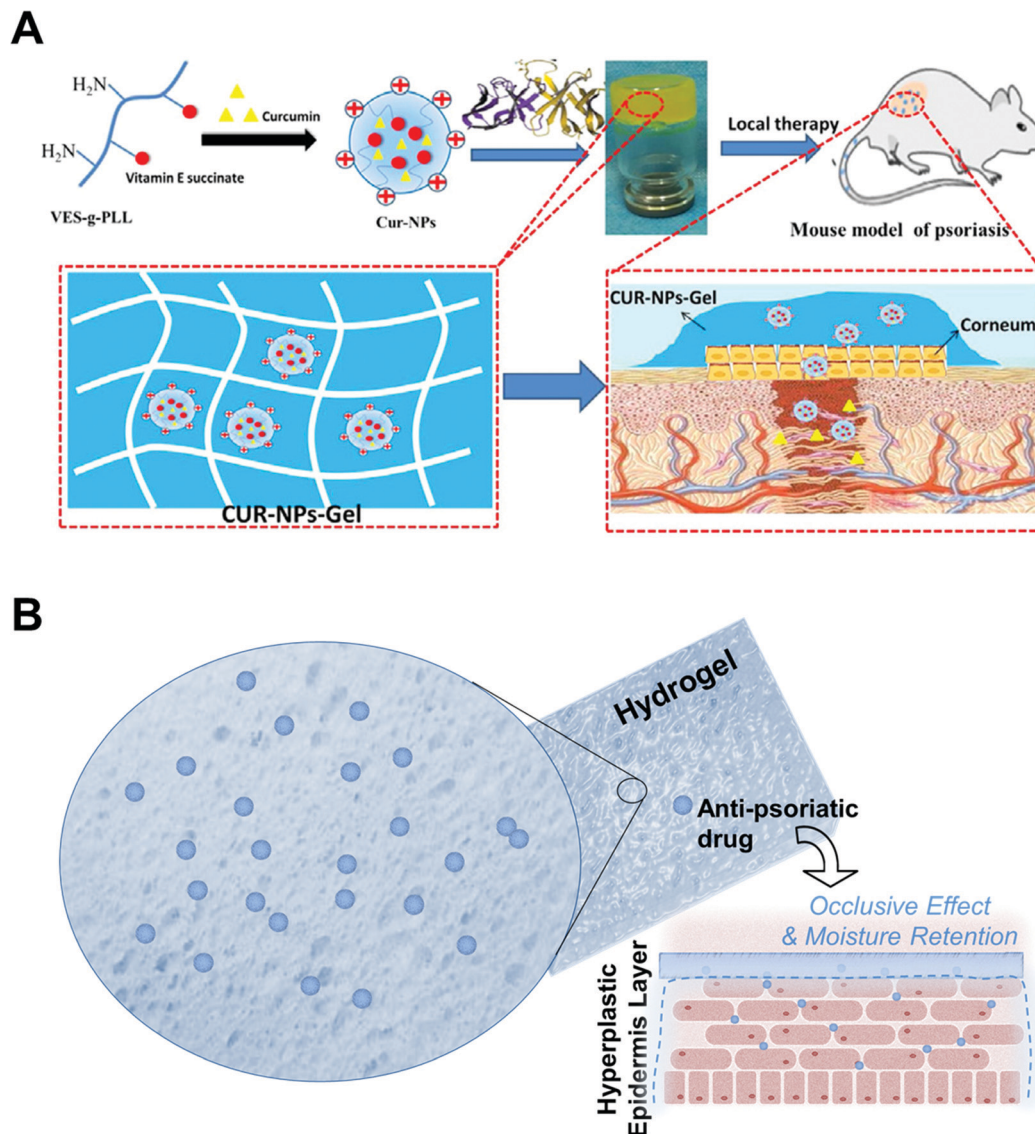 A
H₂N
H₂N
Curcumin
Vitamin E succinate
VES-g-PLL
Cur-NPs
Local therapy
Mouse model of psoriasis
CUR-NPs-Gel
CUR-NPs-Gel
Corneum
B
Hydrogel
Anti-psoriatic
drug
Occlusive Effect
& Moisture Retention
Hyperplastic
Epidermis Layer